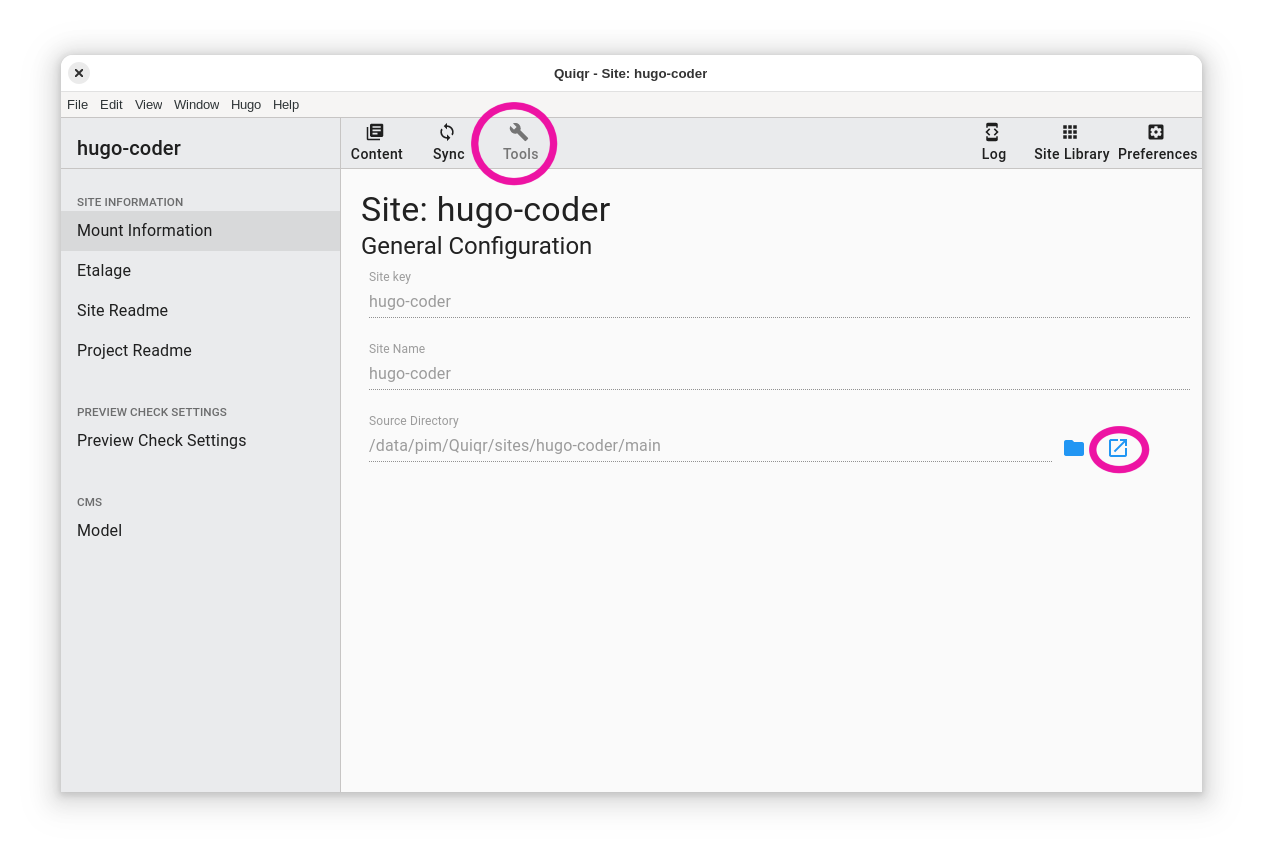 Quiqr - Site: hugo-coder
File Edit View Window Hugo Help
hugo-coder
Content Sync Tools Log Site Library Preferences
SITE INFORMATION
Mount Information
Etalage
Site Readme
Project Readme
PREVIEW CHECK SETTINGS
Preview Check Settings
CMS
Model
Site: hugo-coder
General Configuration
Site key
hugo-coder
Site Name
hugo-coder
Source Directory
/data/pim/Quiqr/sites/hugo-coder/main